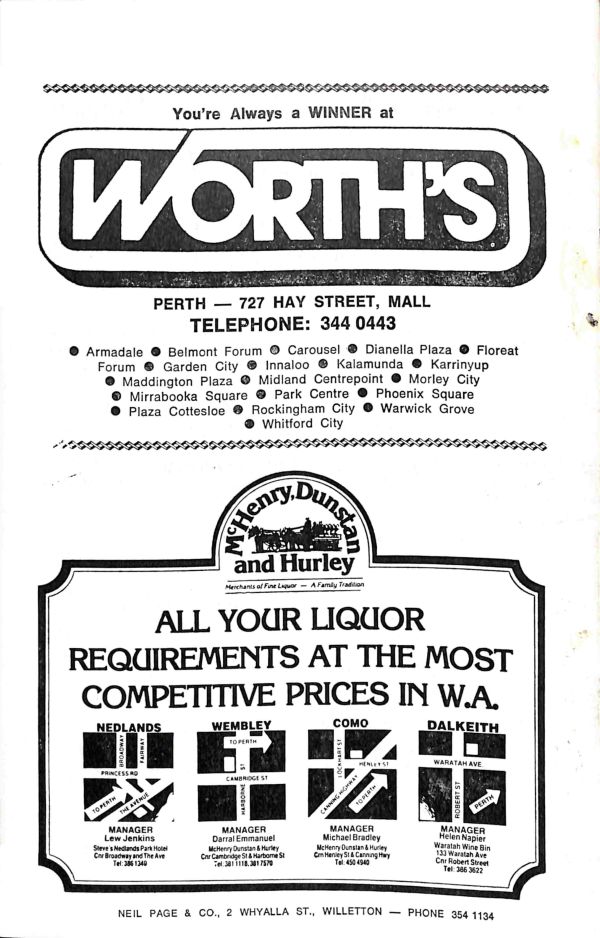 You're Always a WINNER at
WORTH'S
PERTH — 727 HAY STREET, MALL
TELEPHONE: 344 0443
● Armadale ● Belmont Forum ● Carousel ● Dianella Plaza ● Floreat
Forum ● Garden City ● Innaloo ● Kalamunda ● Karrinyup
● Maddington Plaza ● Midland Centrepoint ● Morley City
● Mirrabooka Square ● Park Centre ● Phoenix Square
● Plaza Cottesloe ● Rockingham City ● Warwick Grove
● Whitford City
McHenry, Dunstan
and Hurley
Merchants of Fine Liquor — A Family Tradition
ALL YOUR LIQUOR
REQUIREMENTS AT THE MOST
COMPETITIVE PRICES IN W.A.
NEDLANDS
BROADWAY
FAIRWAY
PRINCESS RD
TO PERTH
THE AVENUE
MANAGER
Lew Jenkins
Steve's Nedlands Park Hotel
Cnr Broadway and The Ave
Tel: 386 1349
WEMBLEY
TO PERTH
CAMBRIDGE ST
HARBORNE ST
MANAGER
Darral Emmanuel
McHenry Dunstan & Hurley
Cnr Cambridge St & Harborne St
Tel: 381 1118, 381 7570
COMO
LOCKHART ST
HENLEY ST
CANNING HIGHWAY
TO PERTH
MANAGER
Michael Bradley
McHenry Dunstan & Hurley
Crn Henley St & Canning Hwy
Tel: 450 4940
DALKEITH
WARATAH AVE
ROBERT ST
PERTH
MANAGER
Helen Napier
Waratah Wine Bin
133 Waratah Ave
Cnr Robert Street
Tel: 386 3622
NEIL PAGE & CO., 2 WHYALLA ST., WILLETTON — PHONE 354 1134